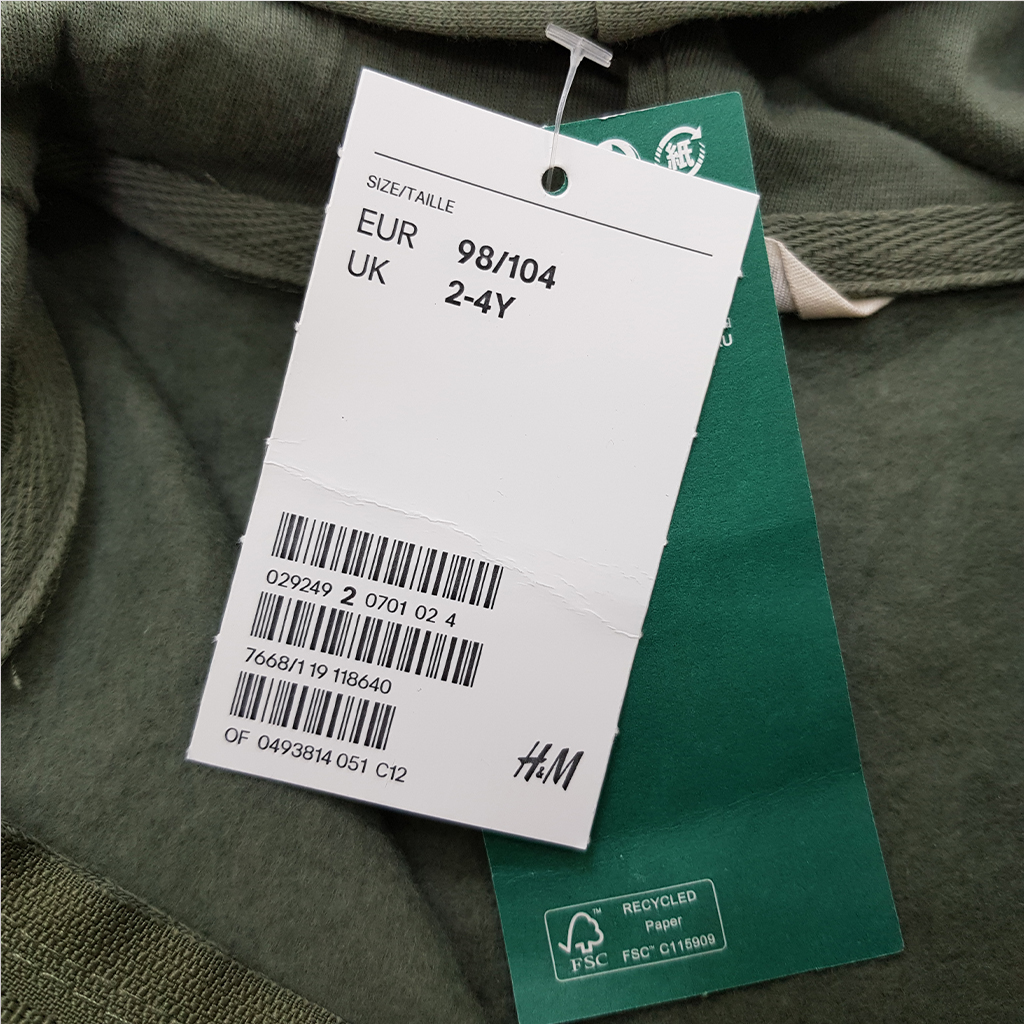 SIZE/TAILLE
EUR 98/104
UK 2-4Y
029249 2 0701 02 4
7668/1 19 118640
OF 0493814 051 C12
H&M
紙
RECYCLED
Paper
FSC™ C115909
FSC